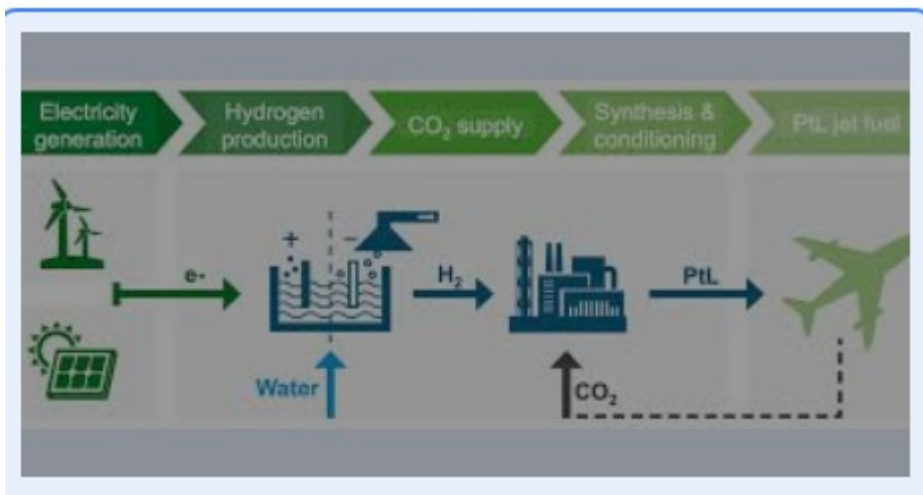 Electricity
generation
Hydrogen
production
CO₂ supply
Synthesis &
conditioning
PtL jet fuel
+
−
e-
H₂
PtL
Water
CO₂